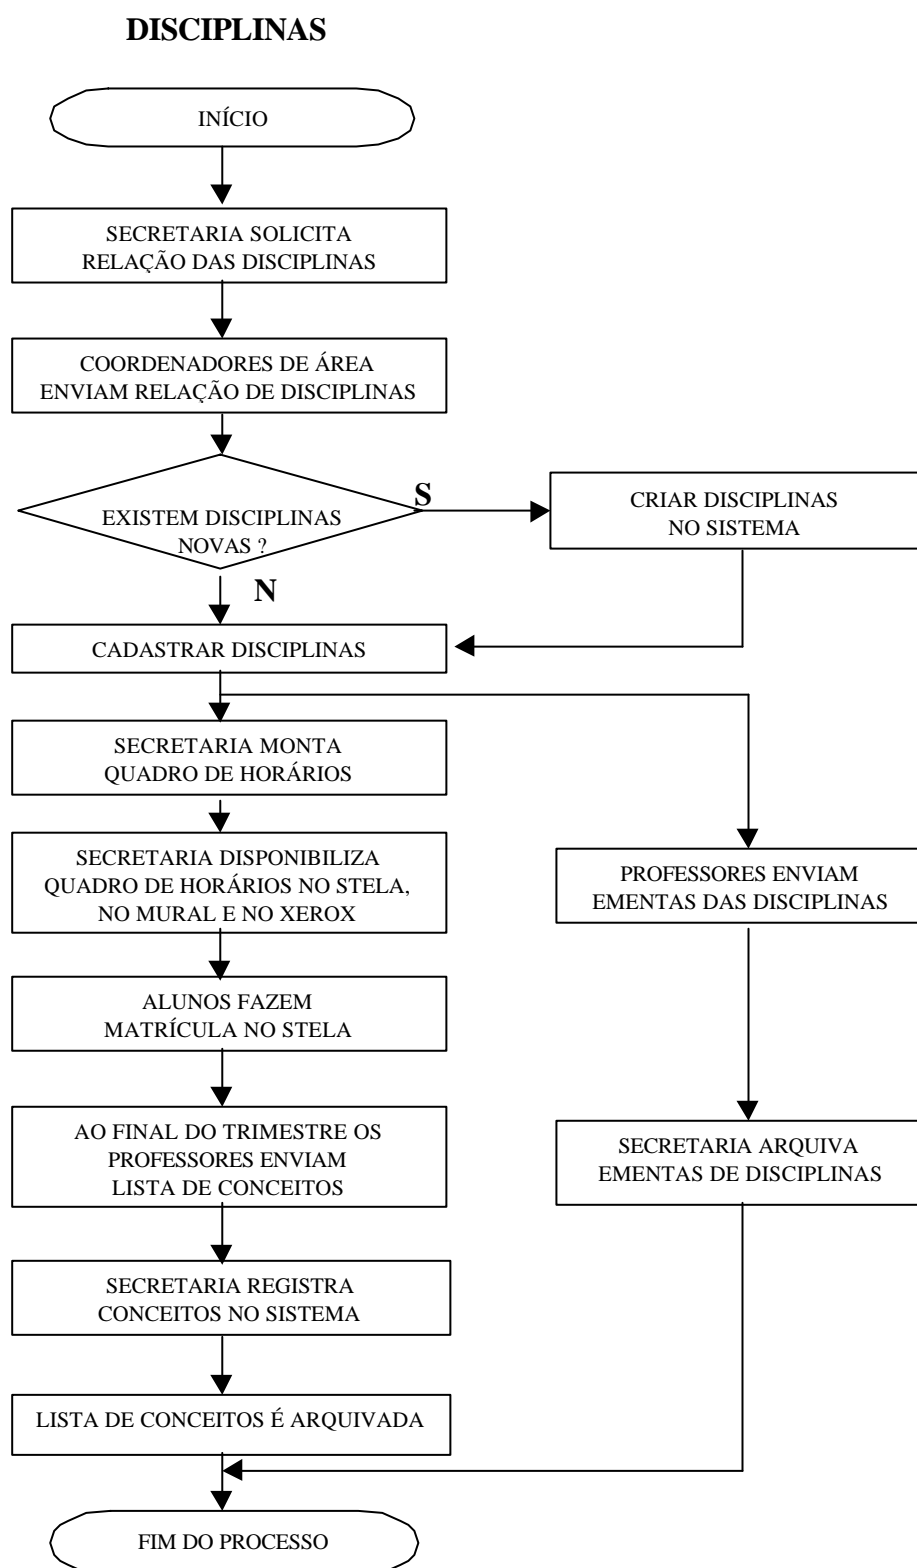 DISCIPLINAS
INÍCIO
SECRETARIA SOLICITA
RELAÇÃO DAS DISCIPLINAS
COORDENADORES DE ÁREA
ENVIAM RELAÇÃO DE DISCIPLINAS
S
EXISTEM DISCIPLINAS
NOVAS ?
CRIAR DISCIPLINAS
NO SISTEMA
N
CADASTRAR DISCIPLINAS
SECRETARIA MONTA
QUADRO DE HORÁRIOS
SECRETARIA DISPONIBILIZA
QUADRO DE HORÁRIOS NO STELA,
NO MURAL E NO XEROX
PROFESSORES ENVIAM
EMENTAS DAS DISCIPLINAS
ALUNOS FAZEM
MATRÍCULA NO STELA
AO FINAL DO TRIMESTRE OS
PROFESSORES ENVIAM
LISTA DE CONCEITOS
SECRETARIA ARQUIVA
EMENTAS DE DISCIPLINAS
SECRETARIA REGISTRA
CONCEITOS NO SISTEMA
LISTA DE CONCEITOS É ARQUIVADA
FIM DO PROCESSO